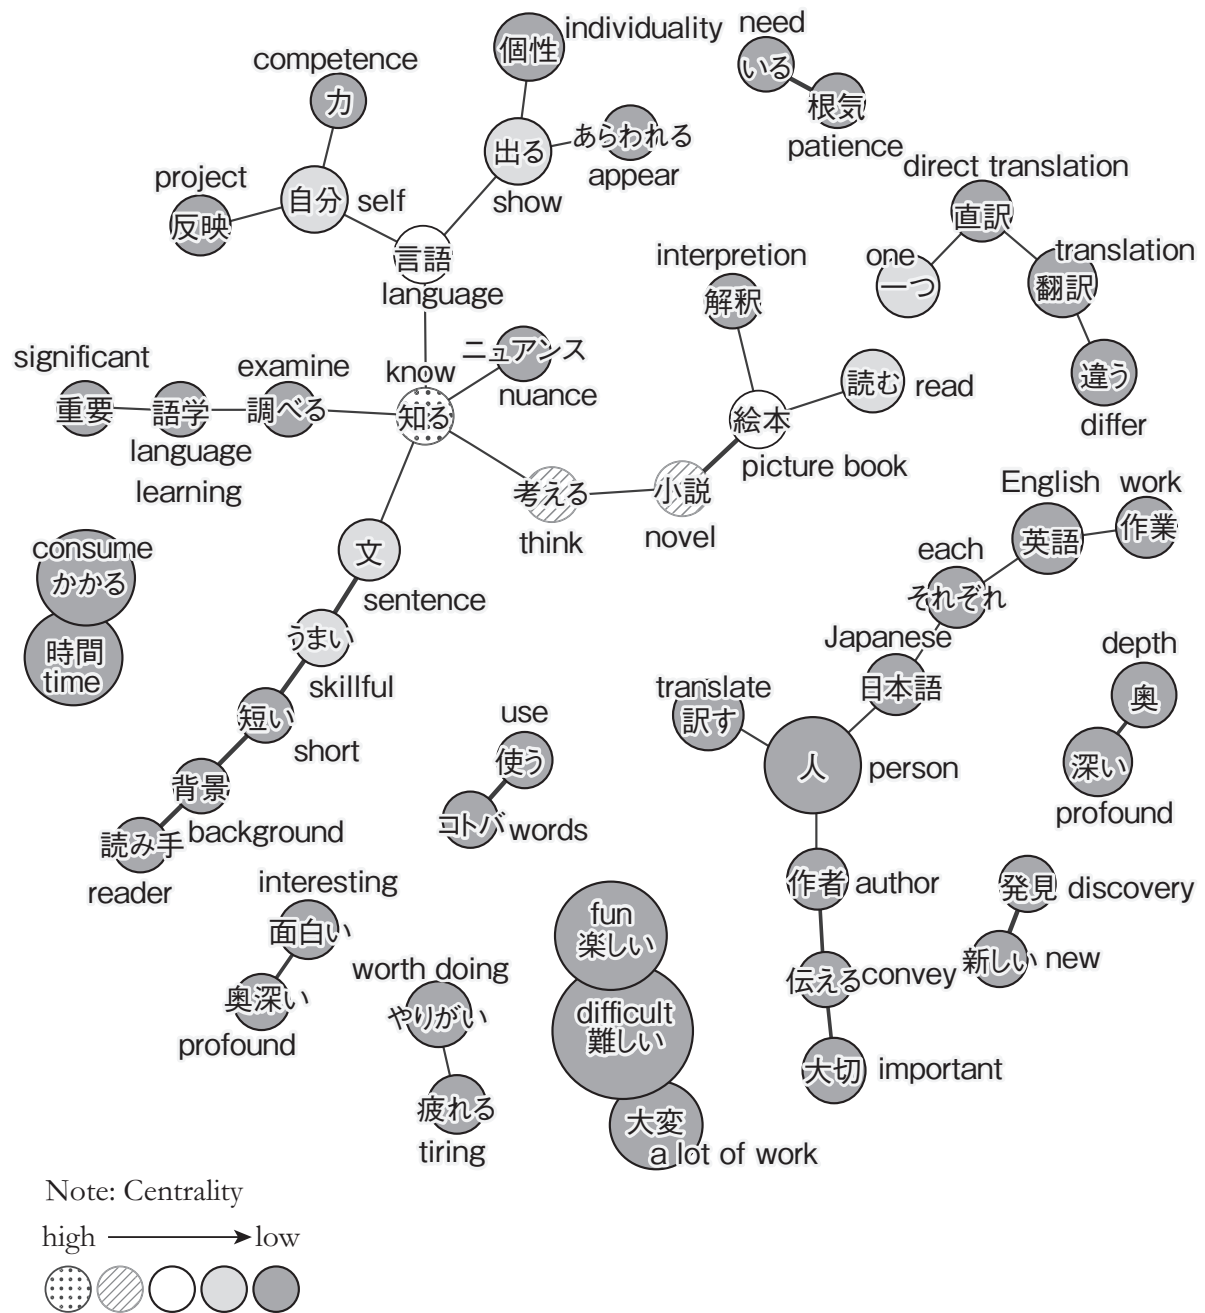 competence
力
個性
individuality
need
いる
根気
patience
project
反映
自分
self
出る
show
あらわれる
appear
言語
language
direct translation
直訳
one
一つ
translation
翻訳
違う
differ
interpretion
解釈
読む
read
絵本
picture book
significant
重要
語学
language
learning
examine
調べる
know
知る
ニュアンス
nuance
考える
think
小説
novel
文
sentence
うまい
skillful
短い
short
背景
background
読み手
reader
consume
かかる
時間
time
English
英語
work
作業
each
それぞれ
Japanese
日本語
translate
訳す
人
person
作者
author
伝える
convey
大切
important
depth
奥
深い
profound
use
使う
コトバ
words
発見
discovery
新しい
new
interesting
面白い
奥深い
profound
worth doing
やりがい
疲れる
tiring
fun
楽しい
difficult
難しい
大変
a lot of work
Note: Centrality
high
low